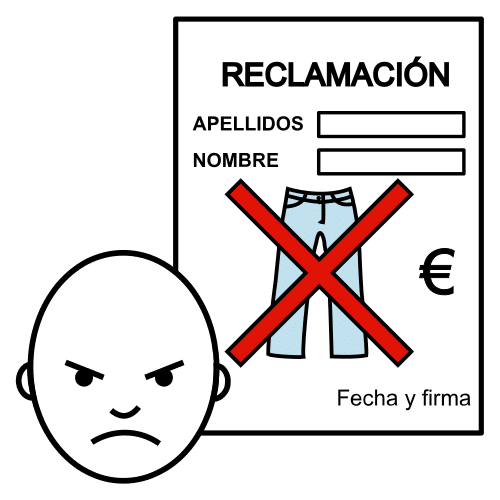 RECLAMACIÓN
APELLIDOS
NOMBRE
€
Fecha y firma